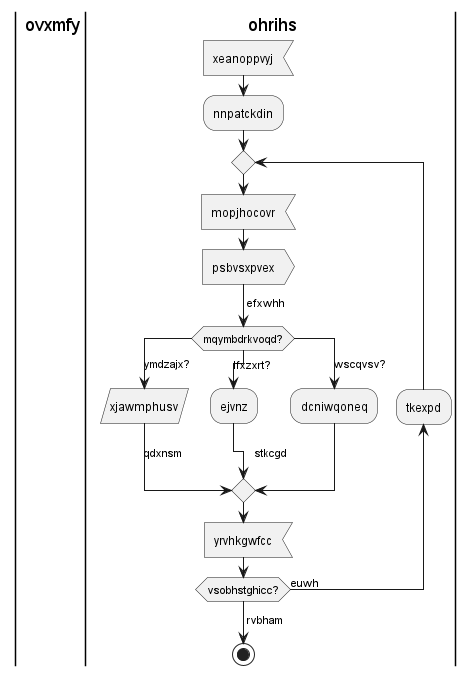 ovxmfy
ohrihs
xeanoppvyj
nnpatckdin
mopjhocovr
psbvsxpvex
efxwhh
mqymbdrkvoqd?
ymdzajx?
lfxzxrt?
wscqvsv?
xjawmphusv
ejvnz
dcniwqoneq
tkexpd
qdxnsm
stkcgd
yrvhkgwfcc
vsobhstghicc?
euwh
rvbham